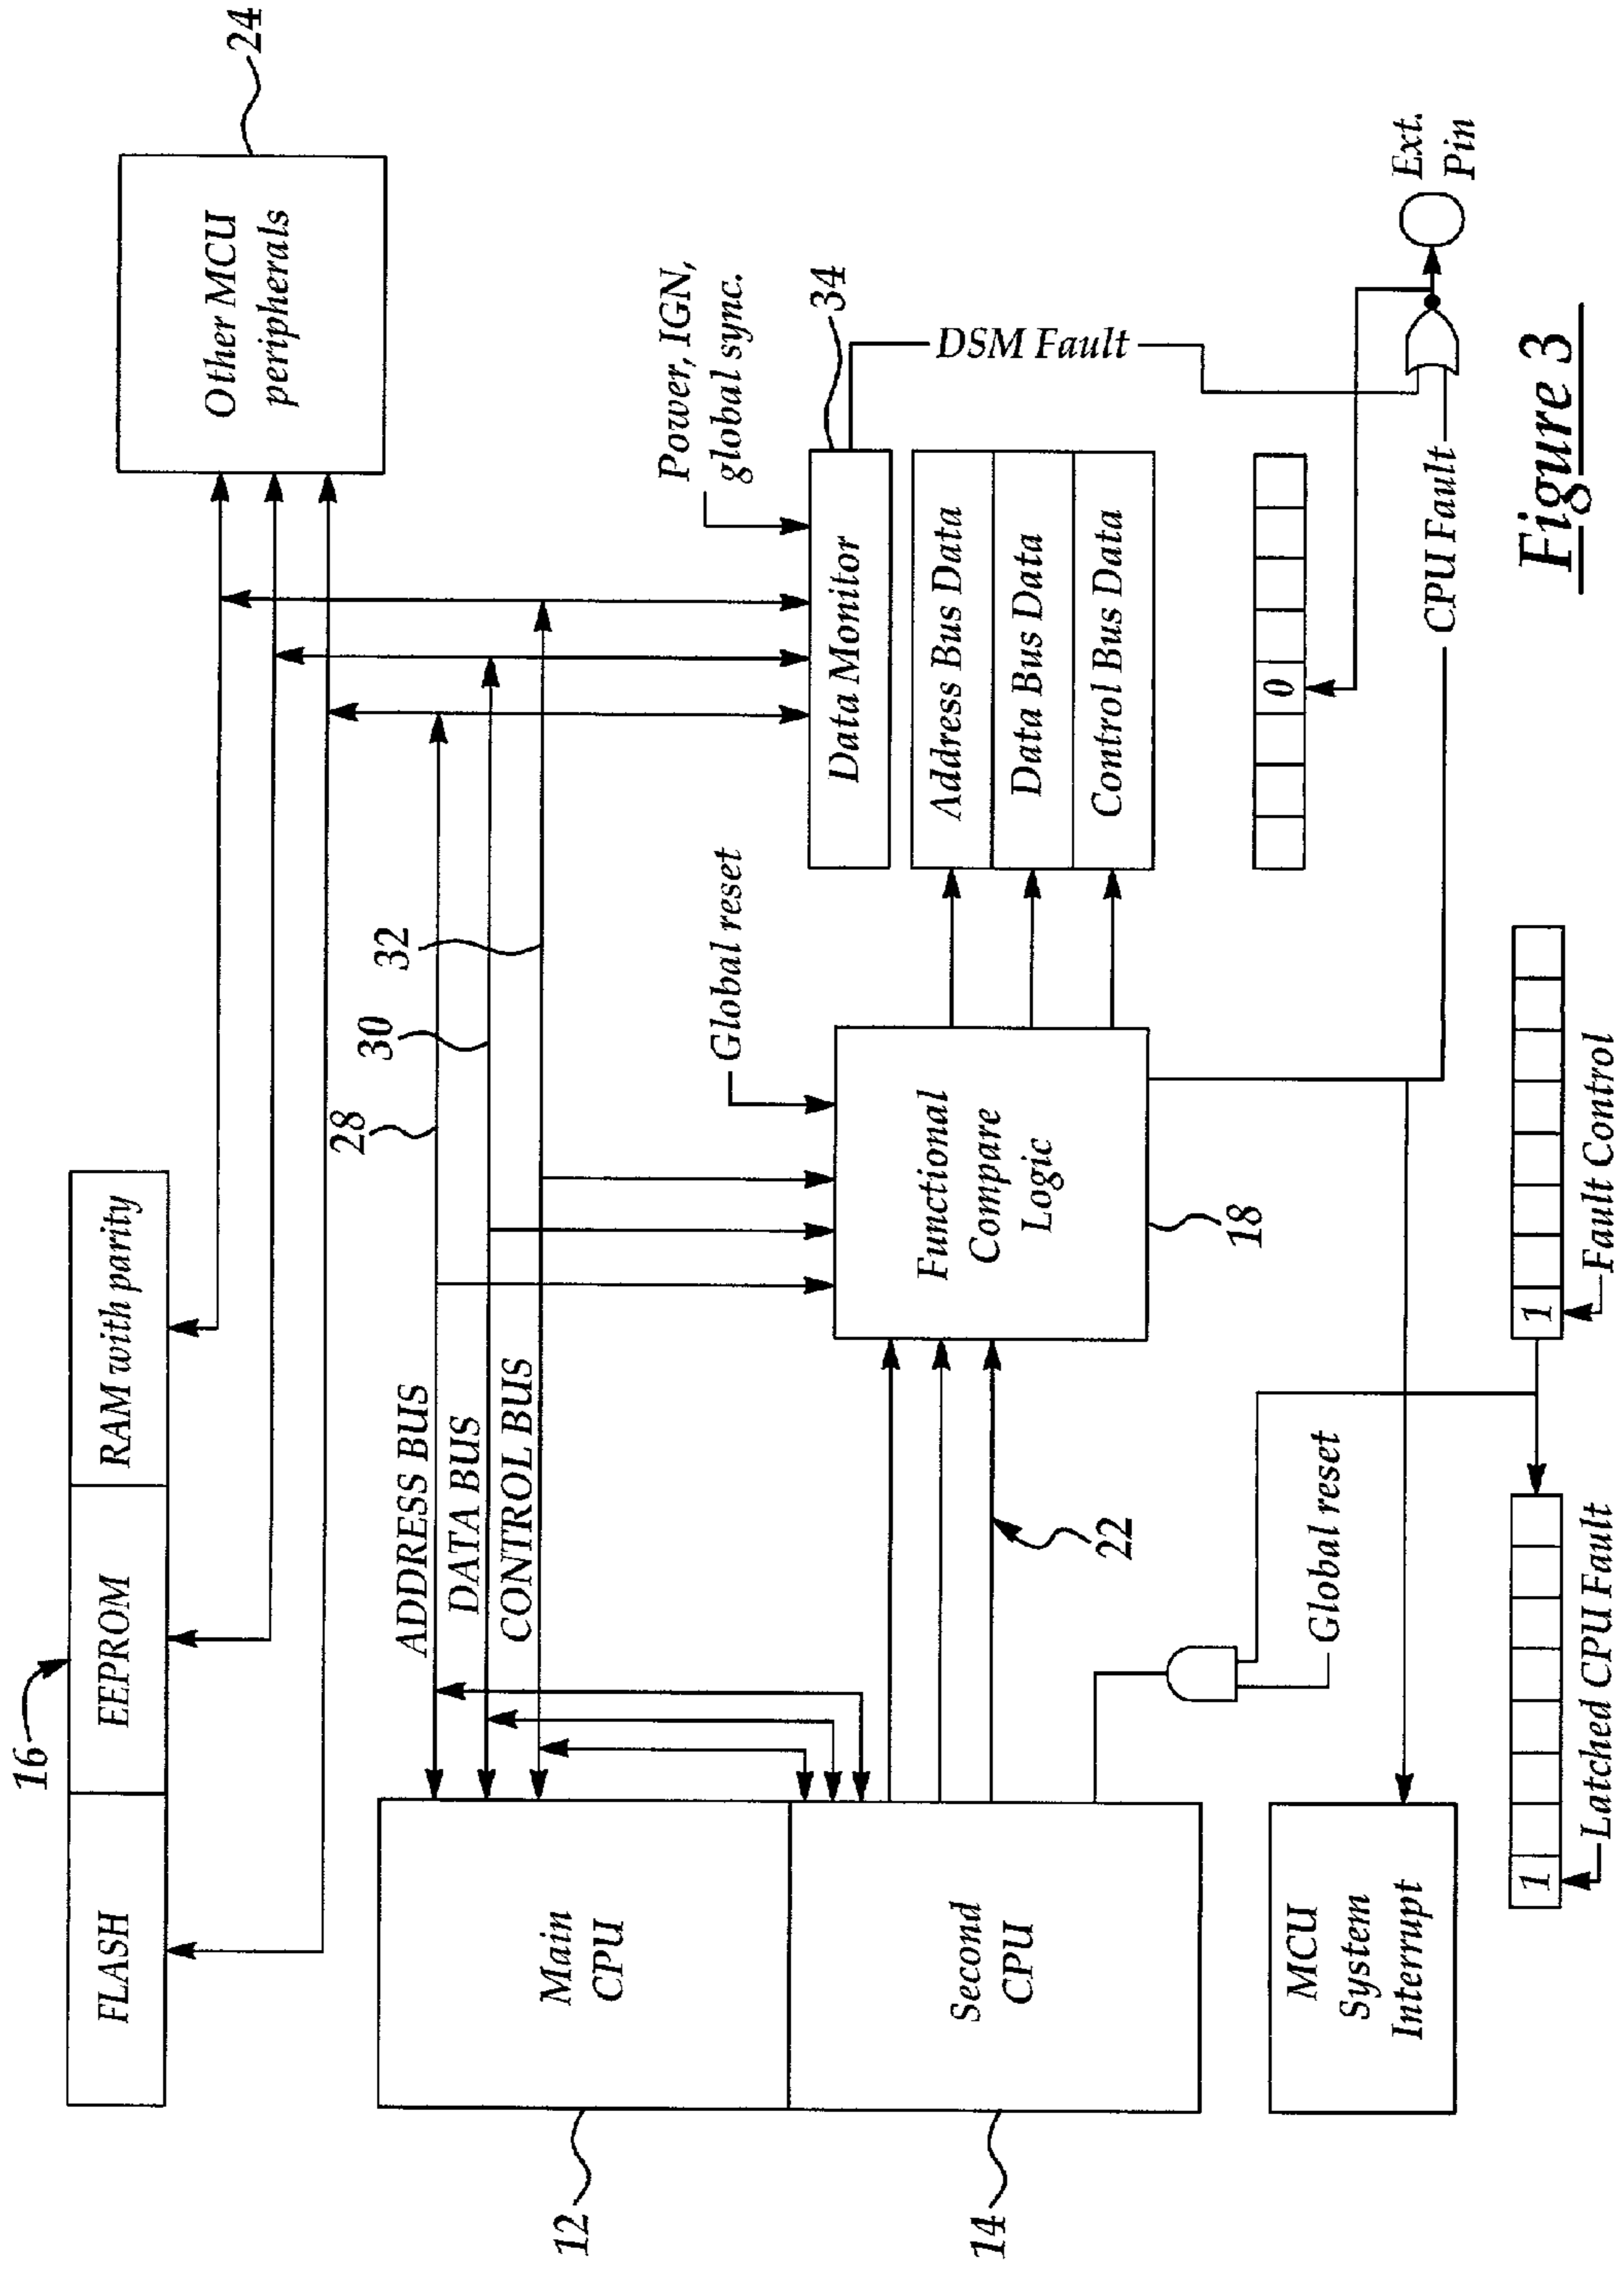 16
FLASH
EEPROM
RAM with parity
Other MCU
peripherals
24
ADDRESS BUS
DATA BUS
CONTROL BUS
28
30
32
Main
CPU
12
Second
CPU
14
Functional
Compare
Logic
18
22
Global reset
Power, IGN,
global sync.
Data Monitor
34
Address Bus Data
Data Bus Data
Control Bus Data
DSM Fault
0
Ext.
Pin
CPU Fault
Global reset
MCU
System
Interrupt
1
Latched CPU Fault
1
Fault Control
Figure 3